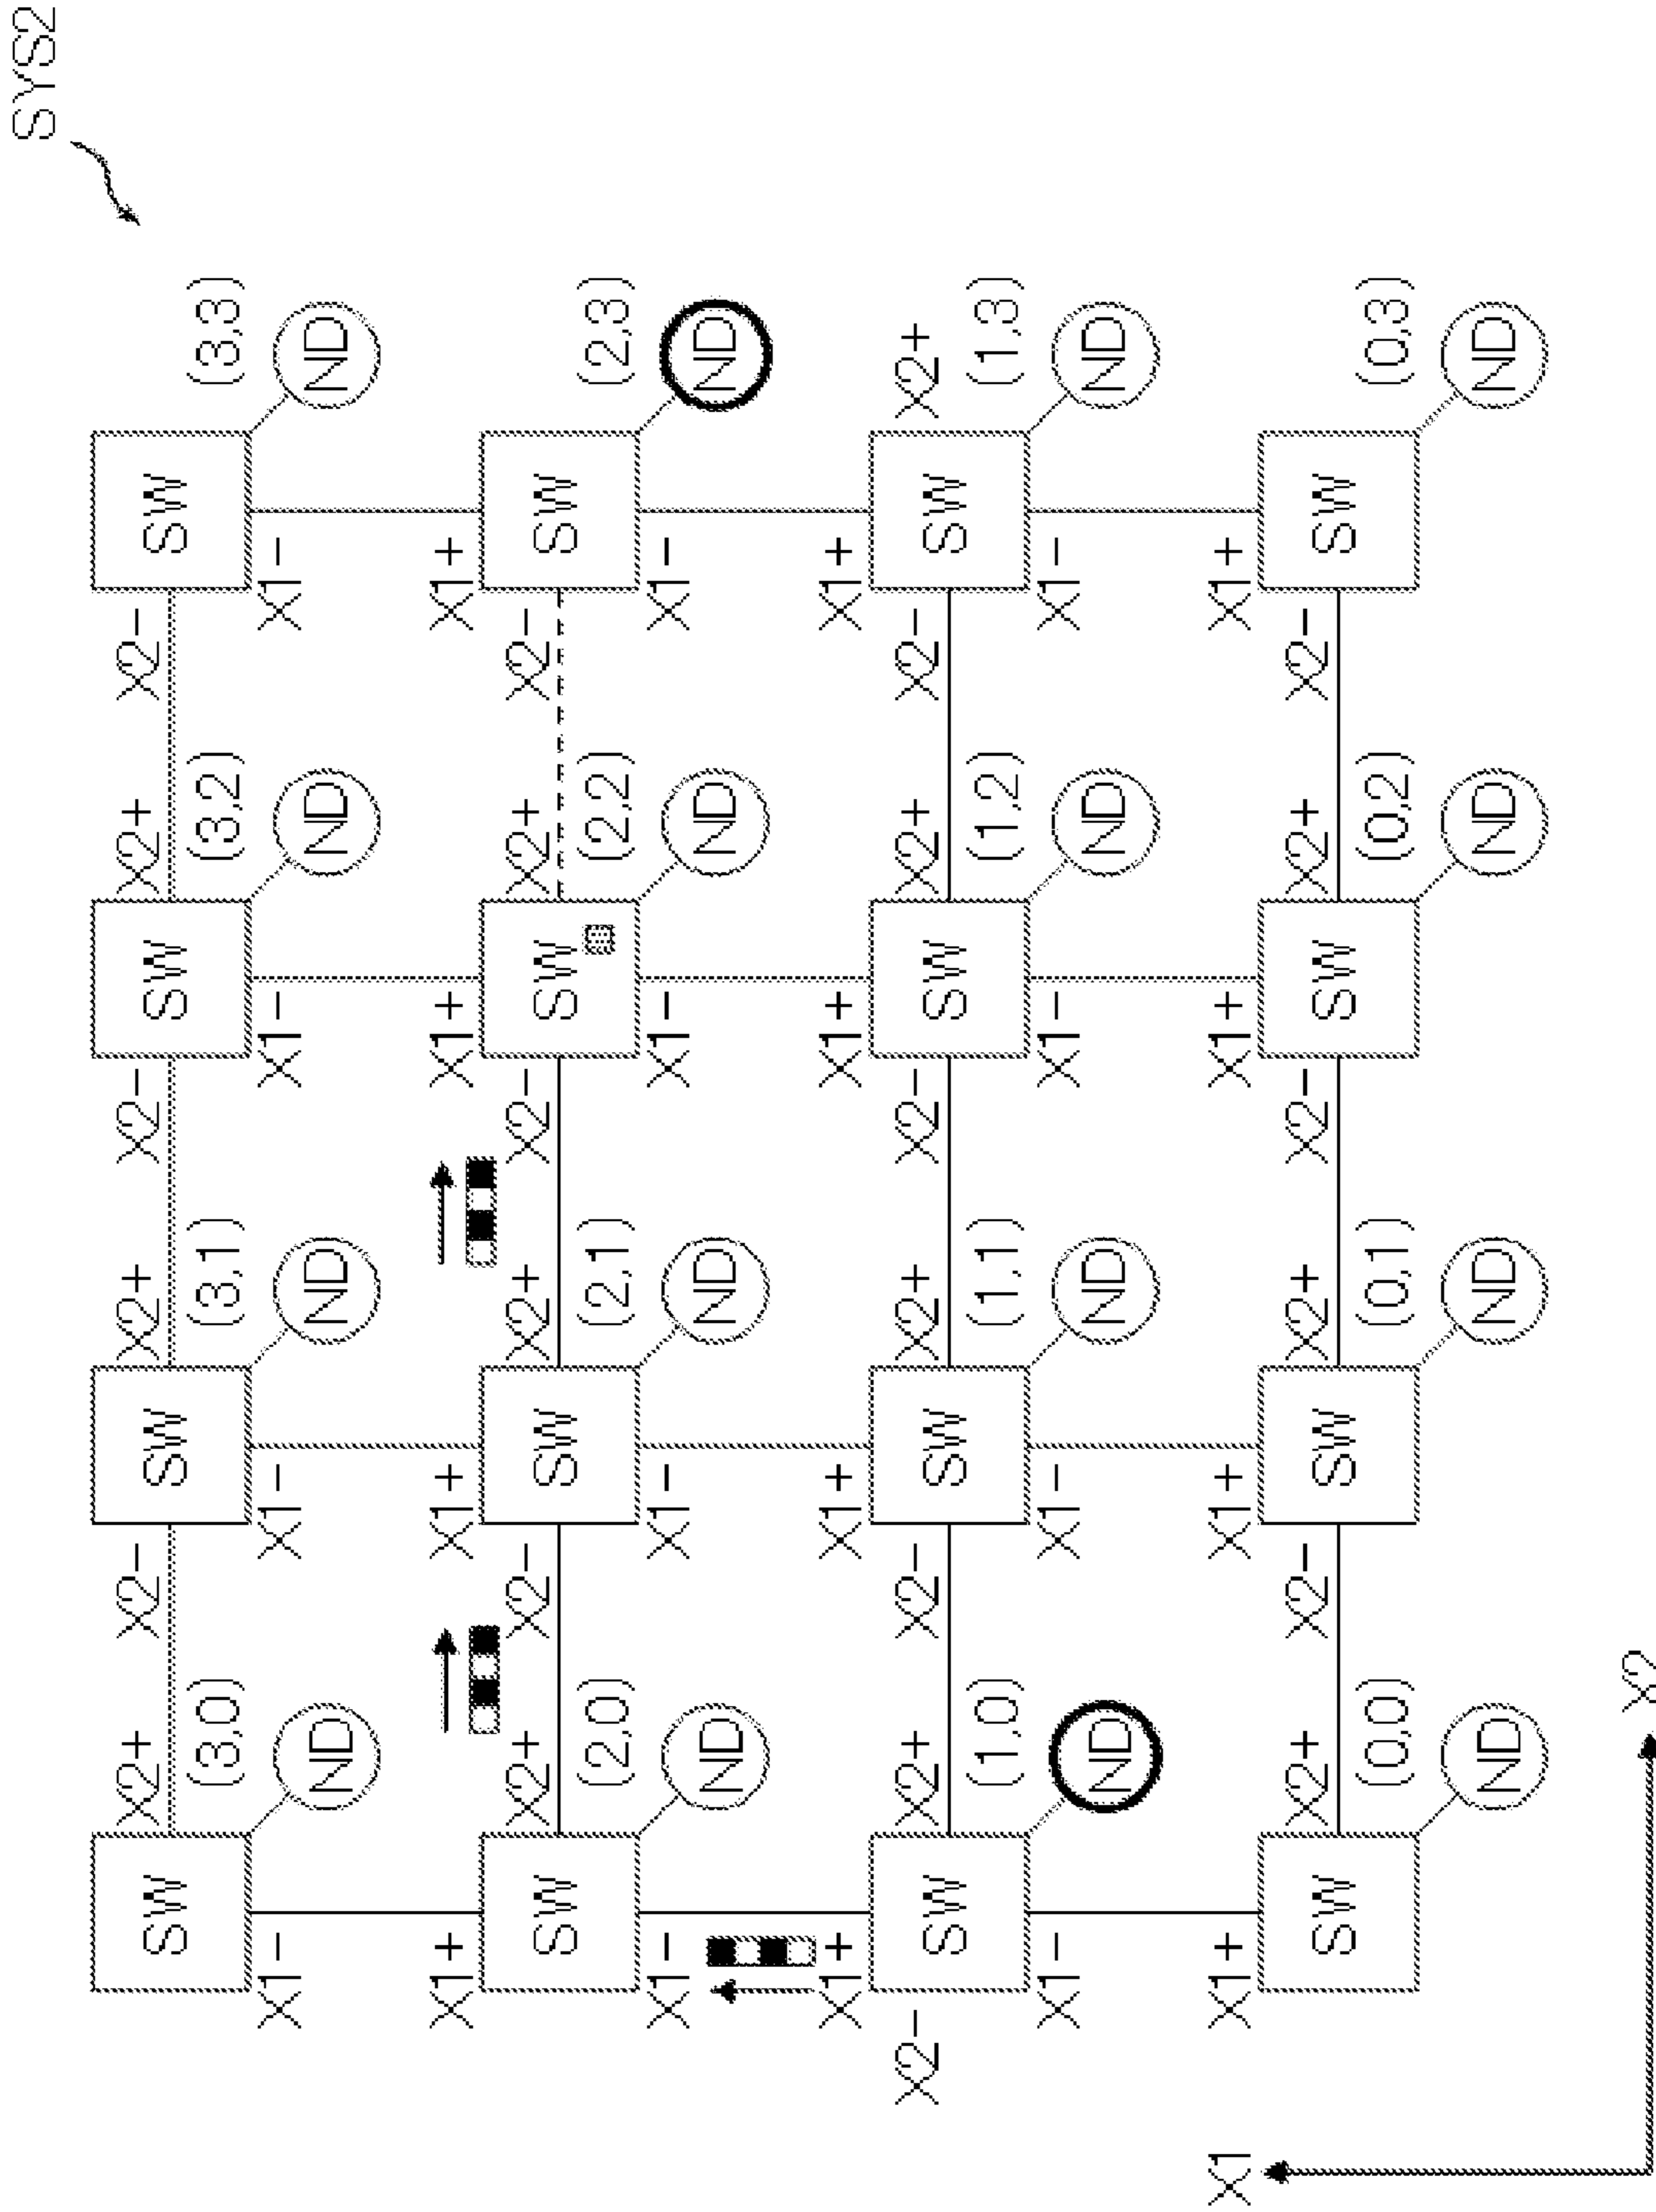 SYS2
X2+ X2- X2+ X2- X2+ X2-
SW SW SW SW
(3,0) (3,1) (3,2) (3,3)
X1- X1- X1- X1-
ND ND ND ND
X1+ X1+ X1+ X1+
X2+ X2- X2+ X2- X2+ X2-
SW SW SW SW
(2,0) (2,1) (2,2) (2,3)
X1- X1- X1- X1-
ND ND ND ND
X1+ X1+ X1+ X1+
X2- X2+ X2- X2+ X2- X2+ X2- X2+
SW SW SW SW
(1,0) (1,1) (1,2) (1,3)
X1- X1- X1- X1-
ND ND ND ND
X1 X1+ X1+ X1+ X1+
X2+ X2- X2+ X2- X2+ X2-
SW SW SW SW
(0,0) (0,1) (0,2) (0,3)
ND ND ND ND
X2